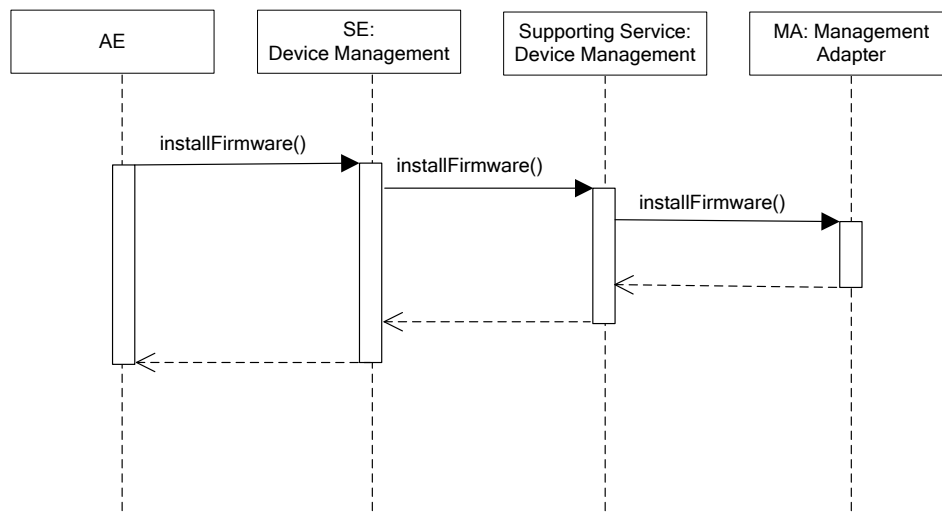 AE
SE:
Device Management
Supporting Service:
Device Management
MA: Management
Adapter
installFirmware()
installFirmware()
installFirmware()